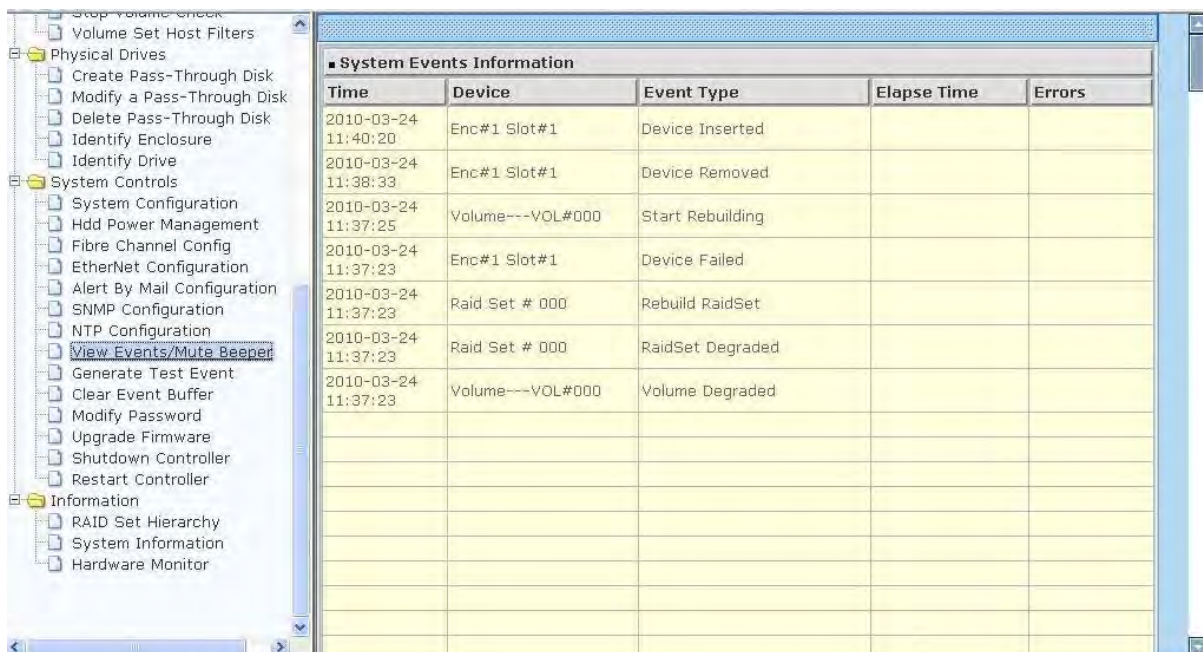 Stop Volume Check
Volume Set Host Filters
Physical Drives
Create Pass-Through Disk
Modify a Pass-Through Disk
Delete Pass-Through Disk
Identify Enclosure
Identify Drive
System Controls
System Configuration
Hdd Power Management
Fibre Channel Config
EtherNet Configuration
Alert By Mail Configuration
SNMP Configuration
NTP Configuration
View Events/Mute Beeper
Generate Test Event
Clear Event Buffer
Modify Password
Upgrade Firmware
Shutdown Controller
Restart Controller
Information
RAID Set Hierarchy
System Information
Hardware Monitor
System Events Information
Time Device Event Type Elapse Time Errors
2010-03-24
11:40:20 Enc#1 Slot#1 Device Inserted
2010-03-24
11:38:33 Enc#1 Slot#1 Device Removed
2010-03-24
11:37:25 Volume---VOL#000 Start Rebuilding
2010-03-24
11:37:23 Enc#1 Slot#1 Device Failed
2010-03-24
11:37:23 Raid Set # 000 Rebuild RaidSet
2010-03-24
11:37:23 Raid Set # 000 RaidSet Degraded
2010-03-24
11:37:23 Volume---VOL#000 Volume Degraded